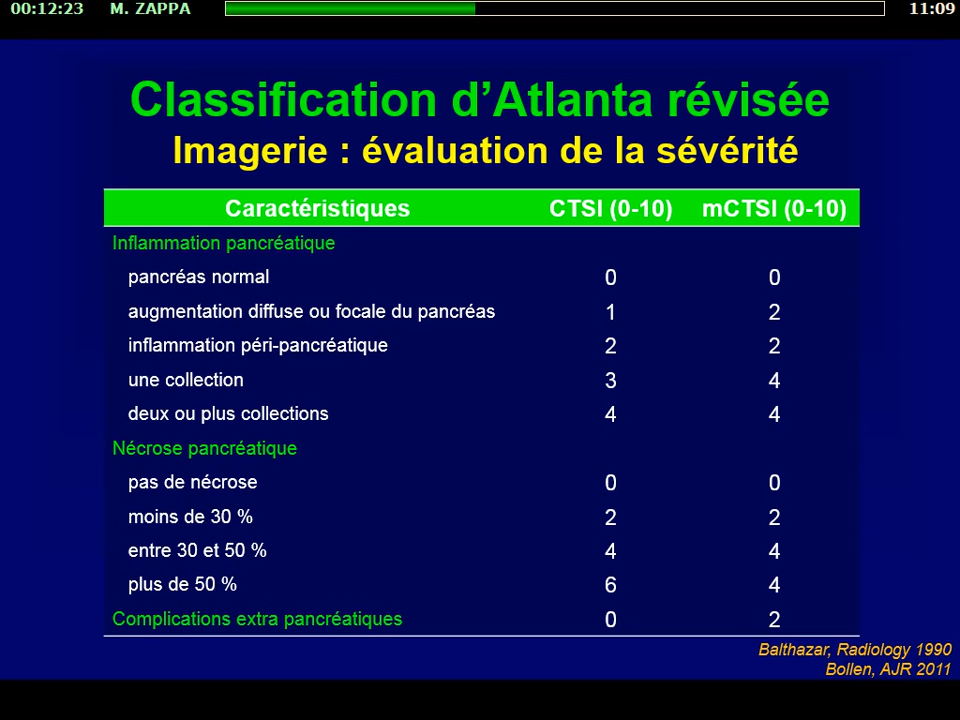 00:12:23 M. ZAPPA 11:09
Classification d’Atlanta révisée
Imagerie : évaluation de la sévérité
Caractéristiques CTSI (0-10) mCTSI (0-10)
Inflammation pancréatique
pancréas normal 0 0
augmentation diffuse ou focale du pancréas 1 2
inflammation péri-pancréatique 2 2
une collection 3 4
deux ou plus collections 4 4
Nécrose pancréatique
pas de nécrose 0 0
moins de 30 % 2 2
entre 30 et 50 % 4 4
plus de 50 % 6 4
Complications extra pancréatiques 0 2
Balthazar, Radiology 1990
Bollen, AJR 2011